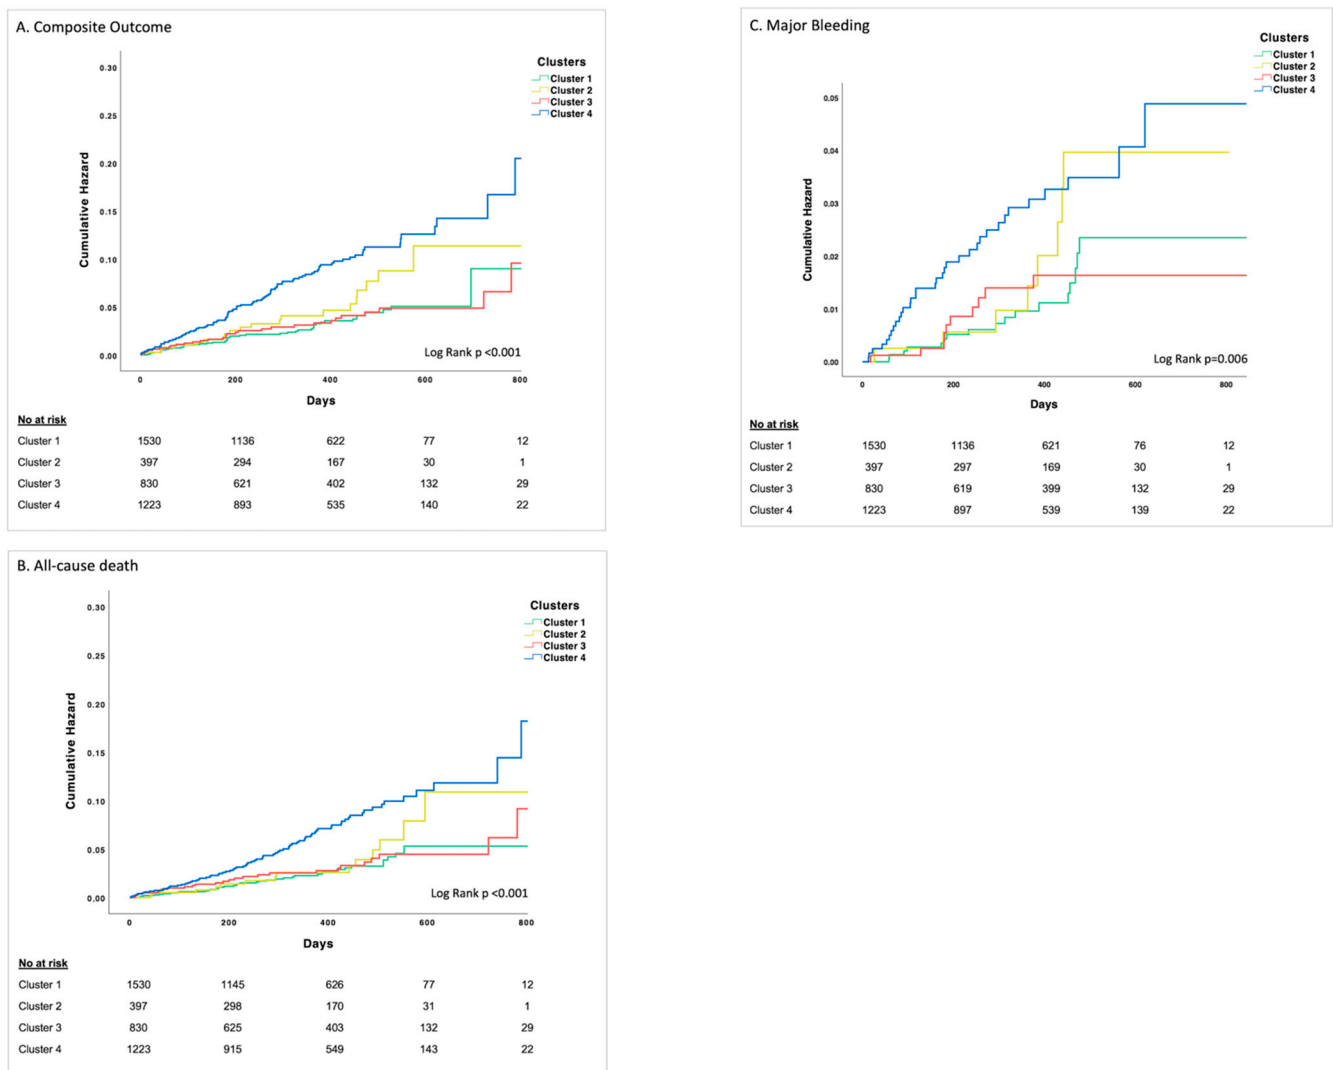 A. Composite Outcome
Clusters
Cluster 1
Cluster 2
Cluster 3
Cluster 4
Cumulative Hazard
0.30
0.25
0.20
0.15
0.10
0.05
0.00
Log Rank p <0.001
0 200 400 600 800
Days
No at risk
Cluster 1 1530 1136 622 77 12
Cluster 2 397 294 167 30 1
Cluster 3 830 621 402 132 29
Cluster 4 1223 893 535 140 22
C. Major Bleeding
Clusters
Cluster 1
Cluster 2
Cluster 3
Cluster 4
Cumulative Hazard
0.05
0.04
0.03
0.02
0.01
0.00
Log Rank p=0.006
0 200 400 600 800
Days
No at risk
Cluster 1 1530 1136 621 76 12
Cluster 2 397 297 169 30 1
Cluster 3 830 619 399 132 29
Cluster 4 1223 897 539 139 22
B. All-cause death
Clusters
Cluster 1
Cluster 2
Cluster 3
Cluster 4
Cumulative Hazard
0.30
0.25
0.20
0.15
0.10
0.05
0.00
Log Rank p <0.001
0 200 400 600 800
Days
No at risk
Cluster 1 1530 1145 626 77 12
Cluster 2 397 298 170 31 1
Cluster 3 830 625 403 132 29
Cluster 4 1223 915 549 143 22